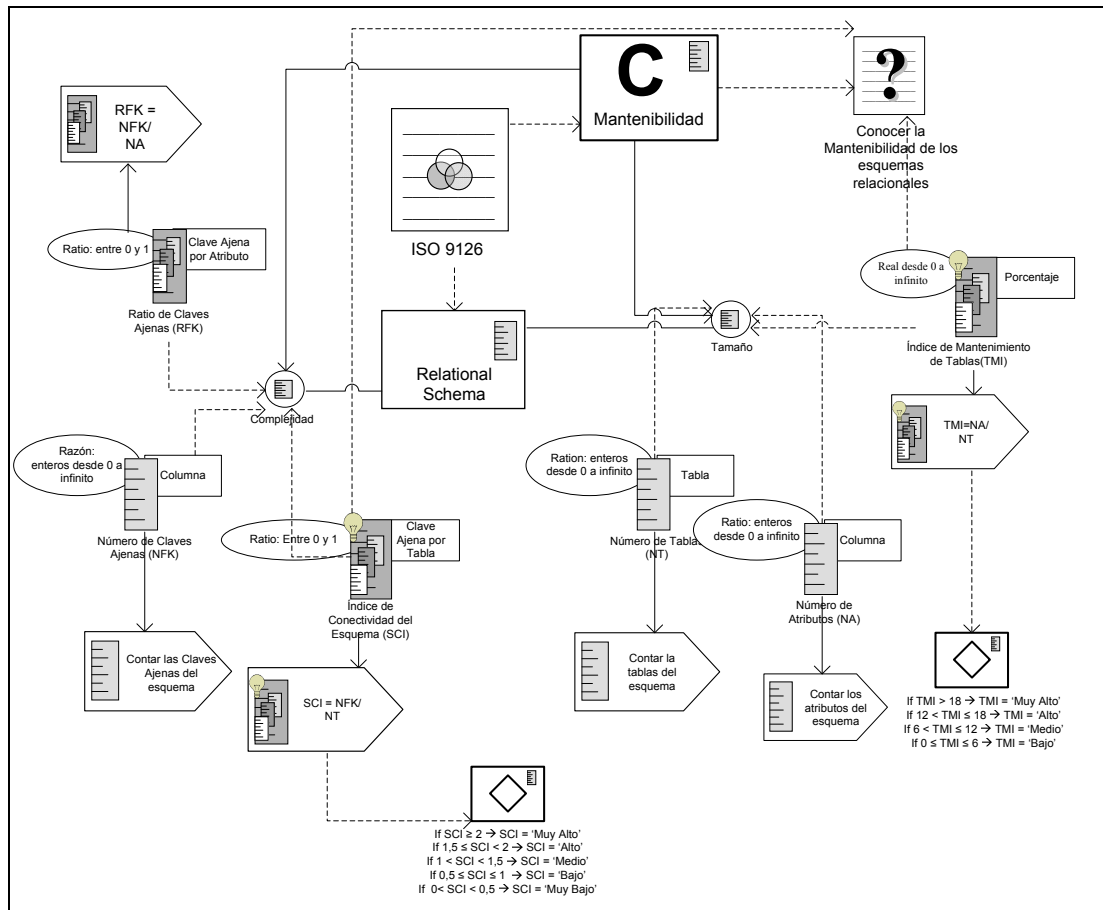 C
Mantenibilidad
?
Conocer la
Mantenibilidad de los
esquemas
relacionales
RFK =
NFK/
NA
ISO 9126
Ratio: entre 0 y 1
Clave Ajena
por Atributo
Ratio de Claves
Ajenas (RFK)
Real desde 0 a
infinito
Porcentaje
Índice de Mantenimiento
de Tablas(TMI)
Tamaño
Relational
Schema
Complejidad
TMI=NA/
NT
Razón:
enteros desde 0 a
infinito
Columna
Número de Claves
Ajenas (NFK)
Ratio: Entre 0 y 1
Clave
Ajena por
Tabla
Índice de
Conectividad del
Esquema (SCI)
Ration: enteros
desde 0 a infinito
Tabla
Número de Tablas
(NT)
Ratio: enteros
desde 0 a infinito
Columna
Número de
Atributos (NA)
Contar las Claves
Ajenas del
esquema
SCI = NFK/
NT
Contar la
tablas del
esquema
Contar los
atributos del
esquema
If TMI > 18 → TMI = ‘Muy Alto’
If 12 < TMI ≤ 18 → TMI = ‘Alto’
If 6 < TMI ≤ 12 → TMI = ‘Medio’
If 0 ≤ TMI ≤ 6 → TMI = ‘Bajo’
If SCI ≥ 2 → SCI = ‘Muy Alto’
If 1,5 ≤ SCI < 2 → SCI = ‘Alto’
If 1 < SCI < 1,5 → SCI = ‘Medio’
If 0,5 ≤ SCI ≤ 1 → SCI = ‘Bajo’
If 0< SCI < 0,5 → SCI = ‘Muy Bajo’